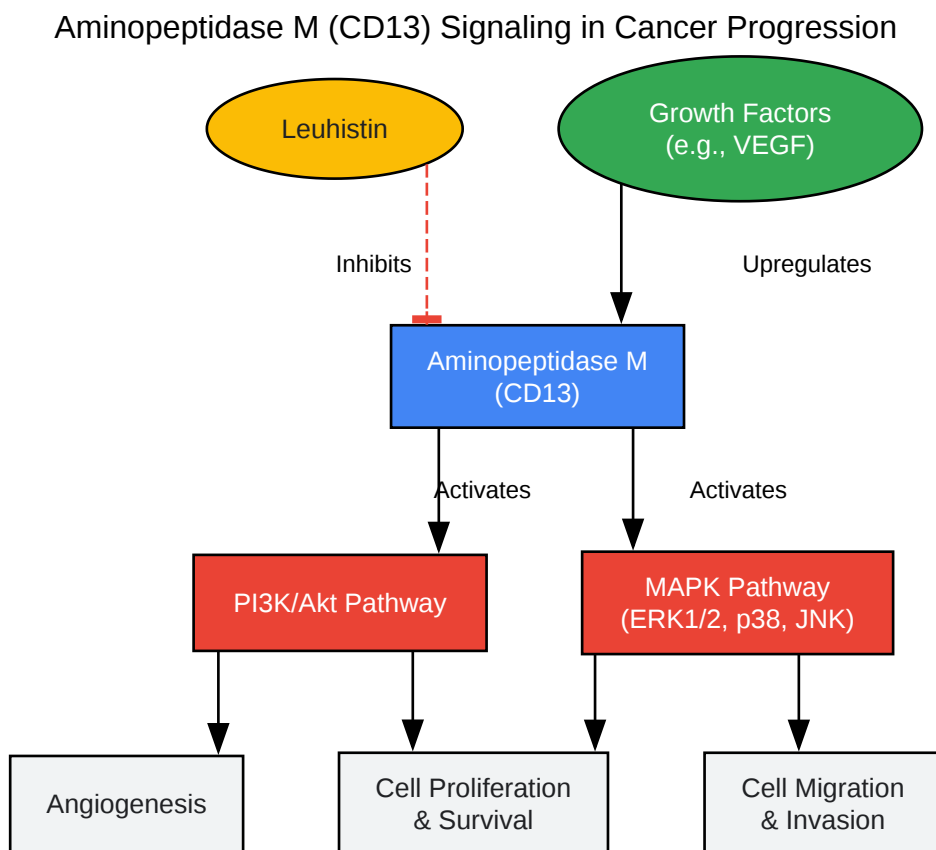 Aminopeptidase M (CD13) Signaling in Cancer Progression
Leuhistin
Growth Factors
(e.g., VEGF)
Inhibits
Upregulates
Aminopeptidase M
(CD13)
Activates
Activates
PI3K/Akt Pathway
MAPK Pathway
(ERK1/2, p38, JNK)
Angiogenesis
Cell Proliferation
& Survival
Cell Migration
& Invasion